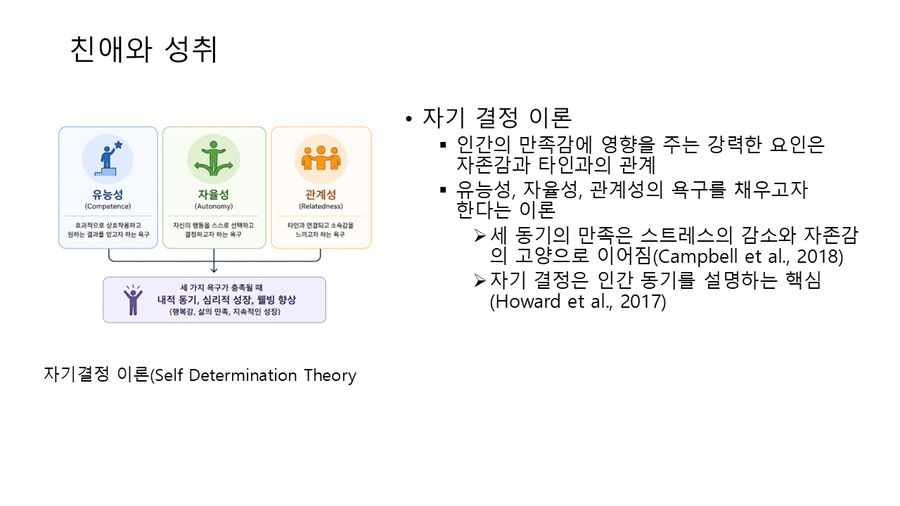 친애와 성취
유능성
(Competence)
효과적으로 상호작용하고
원하는 결과를 얻고자 하는 욕구
자율성
(Autonomy)
자신의 행동을 스스로 선택하고
결정하고자 하는 욕구
관계성
(Relatedness)
타인과 연결되고 소속감을
느끼고자 하는 욕구
세 가지 욕구가 충족될 때
내적 동기, 심리적 성장, 웰빙 향상
(행복감, 삶의 만족, 지속적인 성장)
자기결정 이론(Self Determination Theory
• 자기 결정 이론
▪ 인간의 만족감에 영향을 주는 강력한 요인은
자존감과 타인과의 관계
▪ 유능성, 자율성, 관계성의 욕구를 채우고자
한다는 이론
➢세 동기의 만족은 스트레스의 감소와 자존감
의 고양으로 이어짐(Campbell et al., 2018)
➢자기 결정은 인간 동기를 설명하는 핵심
(Howard et al., 2017)